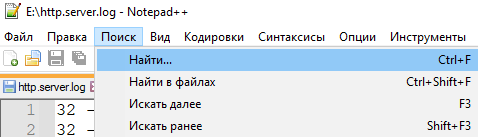 E:\http.server.log - Notepad++
Файл Правка Поиск Вид Кодировки Синтаксисы Опции Инструменты
Найти... Ctrl+F
Найти в файлах Ctrl+Shift+F
Искать далее F3
Искать ранее Shift+F3
http.server.log
1 32 -
2 32 -